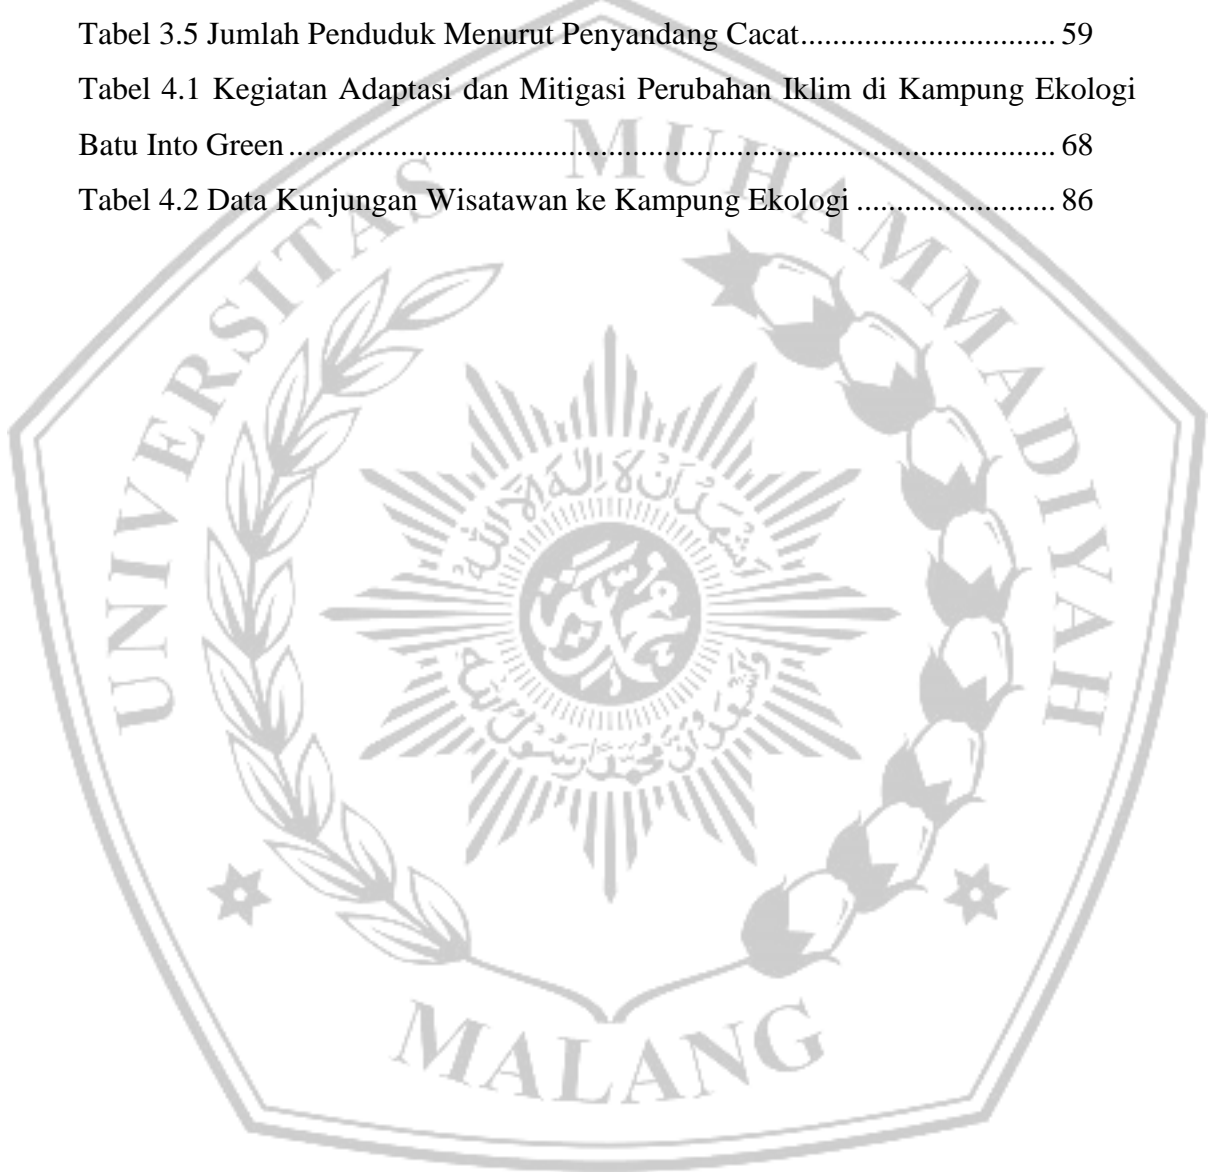 Tabel 3.5 Jumlah Penduduk Menurut Penyandang Cacat................................ 59
Tabel 4.1 Kegiatan Adaptasi dan Mitigasi Perubahan Iklim di Kampung Ekologi
Batu Into Green................................................................................................ 68
Tabel 4.2 Data Kunjungan Wisatawan ke Kampung Ekologi ......................... 86
UNIVERSITAS MUHAMMADIYAH
MALANG